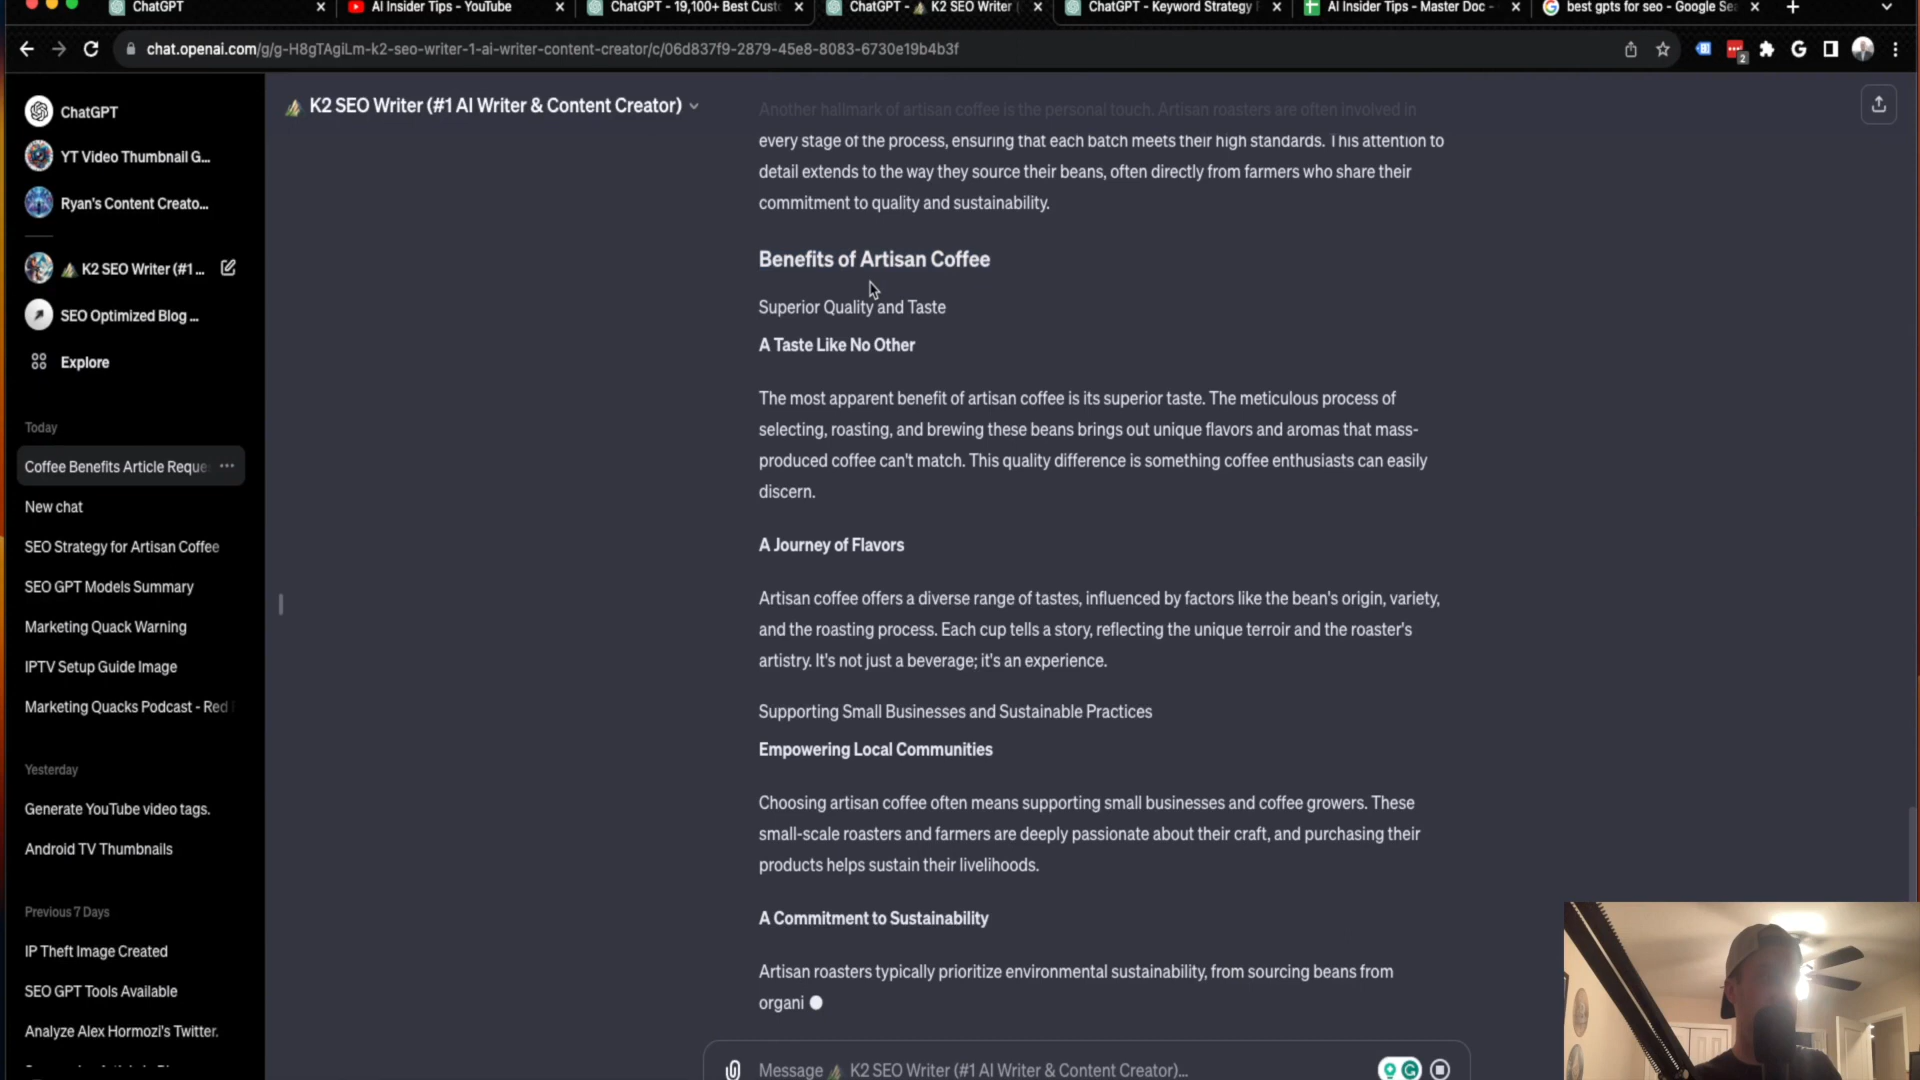 ChatGPT
AI Insider Tips - YouTube
ChatGPT - 19,100+ Best Cust
ChatGPT - K2 SEO Writer (
ChatGPT - Keyword Strategy
AI Insider Tips - Master Doc -
best gpts for seo - Google Se
chat.openai.com/g/g-H8gTAgiLm-k2-seo-writer-1-ai-writer-content-creator/c/06d837f9-2879-45e8-8083-6730e19b4b3f
2
ChatGPT
YT Video Thumbnail G...
Ryan's Content Creato...
K2 SEO Writer (#1...
SEO Optimized Blog ...
Explore
Today
Coffee Benefits Article Reque
New chat
SEO Strategy for Artisan Coffee
SEO GPT Models Summary
Marketing Quack Warning
IPTV Setup Guide Image
Marketing Quacks Podcast - Red
Yesterday
Generate YouTube video tags.
Android TV Thumbnails
Previous 7 Days
IP Theft Image Created
SEO GPT Tools Available
Analyze Alex Hormozi's Twitter.
K2 SEO Writer (#1 AI Writer & Content Creator)
Another hallmark of artisan coffee is the personal touch. Artisan roasters are often involved in
every stage of the process, ensuring that each batch meets their high standards. This attention to
detail extends to the way they source their beans, often directly from farmers who share their
commitment to quality and sustainability.
Benefits of Artisan Coffee
Superior Quality and Taste
A Taste Like No Other
The most apparent benefit of artisan coffee is its superior taste. The meticulous process of
selecting, roasting, and brewing these beans brings out unique flavors and aromas that mass-
produced coffee can't match. This quality difference is something coffee enthusiasts can easily
discern.
A Journey of Flavors
Artisan coffee offers a diverse range of tastes, influenced by factors like the bean's origin, variety,
and the roasting process. Each cup tells a story, reflecting the unique terroir and the roaster's
artistry. It's not just a beverage; it's an experience.
Supporting Small Businesses and Sustainable Practices
Empowering Local Communities
Choosing artisan coffee often means supporting small businesses and coffee growers. These
small-scale roasters and farmers are deeply passionate about their craft, and purchasing their
products helps sustain their livelihoods.
A Commitment to Sustainability
Artisan roasters typically prioritize environmental sustainability, from sourcing beans from
organi
Message K2 SEO Writer (#1 AI Writer & Content Creator)...